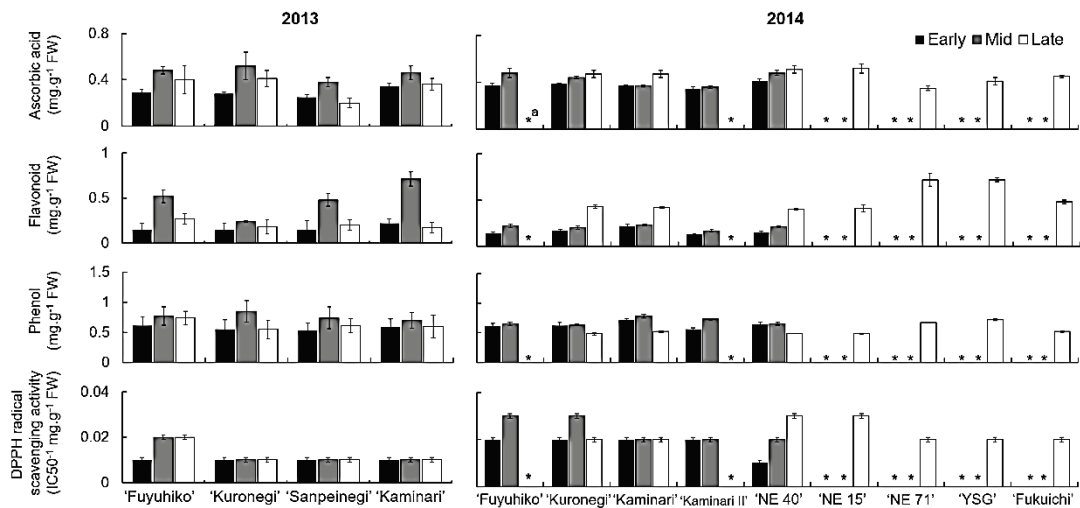 2013
2014
Early Mid Late
Ascorbic acid
(mg.g⁻¹ FW)
0.8
0.4
0
* a
*
* *
* *
* *
* *
Flavonoid
(mg.g⁻¹ FW)
1
0.5
0
*
*
* *
* *
* *
* *
Phenol
(mg.g⁻¹ FW)
1.5
1
0.5
0
*
*
* *
* *
* *
* *
DPPH radical
scavenging activity
(IC50⁻¹ mg.g⁻¹ FW)
0.04
0.02
0
*
*
* *
* *
* *
* *
'Fuyuhiko' 'Kuronegi' 'Sanpeinegi' 'Kaminari'
'Fuyuhiko' 'Kuronegi' 'Kaminari' 'Kaminari II' 'NE 40' 'NE 15' 'NE 71' 'YSG' 'Fukuichi'